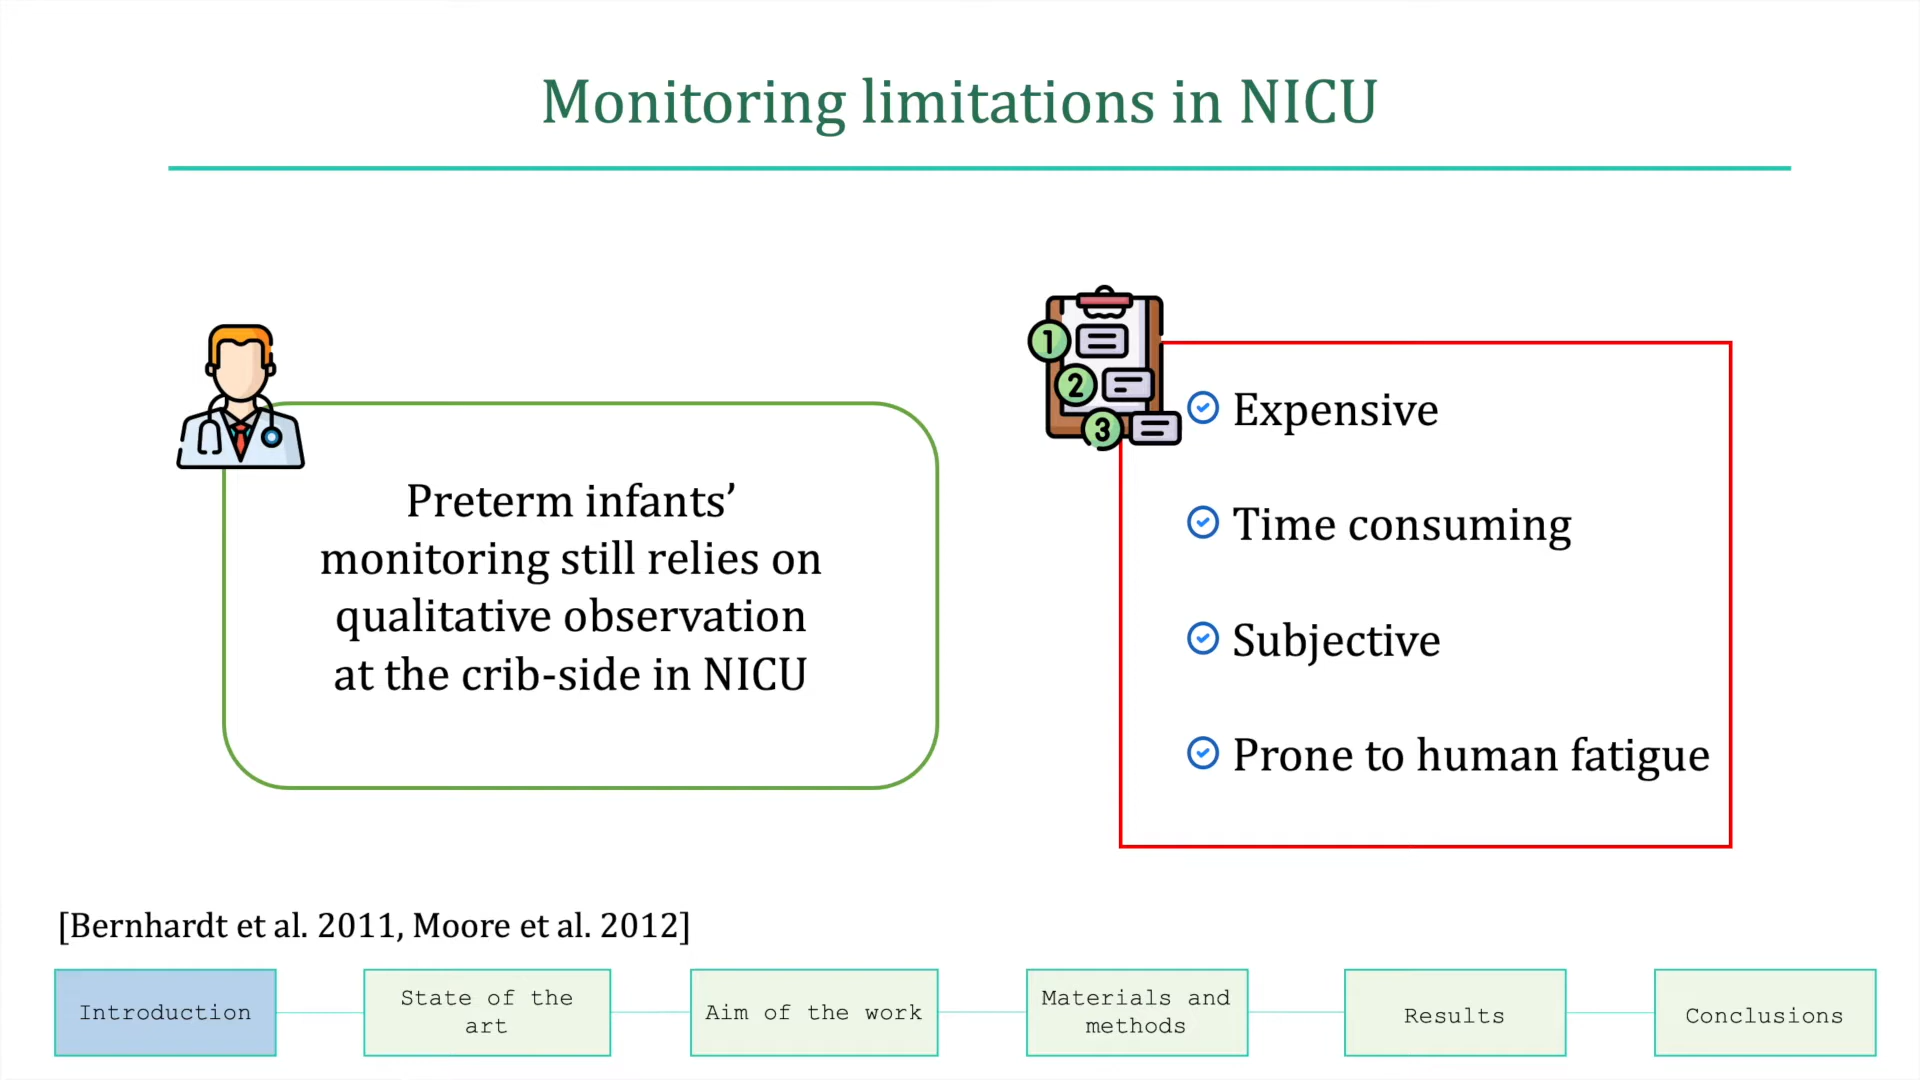 Monitoring limitations in NICU
Preterm infants’
monitoring still relies on
qualitative observation
at the crib-side in NICU
1
2
3
Expensive
Time consuming
Subjective
Prone to human fatigue
[Bernhardt et al. 2011, Moore et al. 2012]
Introduction
State of the
art
Aim of the work
Materials and
methods
Results
Conclusions